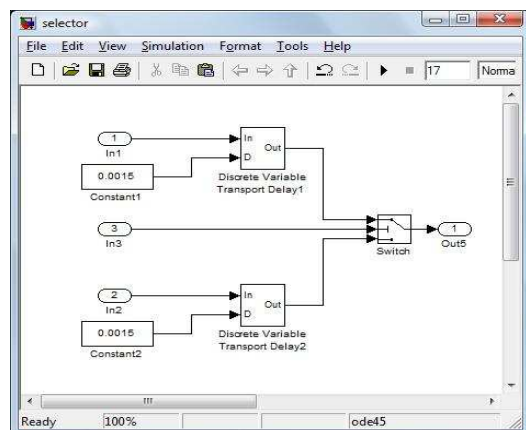 selector
File Edit View Simulation Format Tools Help
17 Norma
1
In1
In
D
Out
0.0015
Constant1
Discrete Variable
Transport Delay1
3
In3
Switch
1
Out5
2
In2
In
D
Out
0.0015
Constant2
Discrete Variable
Transport Delay2
Ready 100% ode45